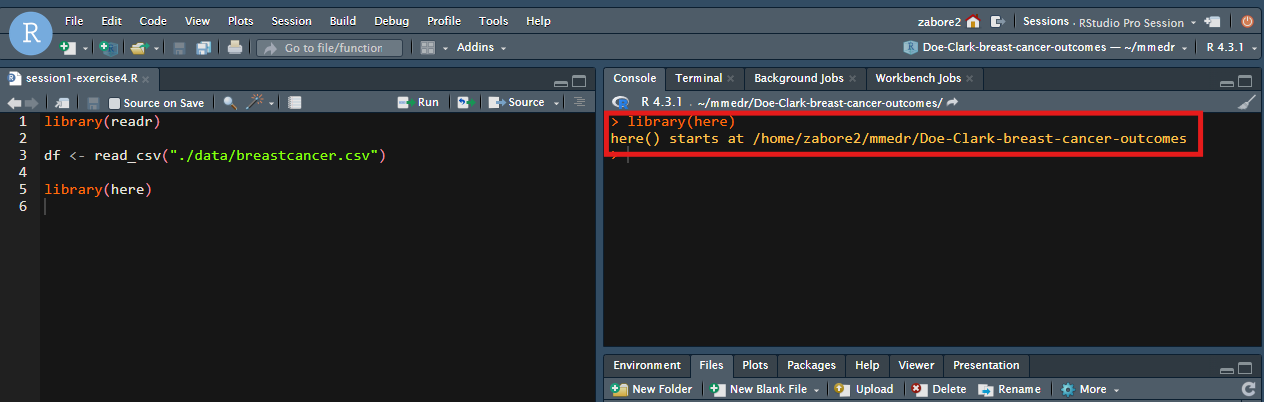 R
File Edit Code View Plots Session Build Debug Profile Tools Help
zabore2 Sessions RStudio Pro Session
Go to file/function Addins
Doe-Clark-breast-cancer-outcomes — ~/mmedr R 4.3.1
session1-exercise4.R
Source on Save Run Source
1 library(readr)
2
3 df <- read_csv("./data/breastcancer.csv")
4
5 library(here)
6
Console Terminal Background Jobs Workbench Jobs
R 4.3.1 . ~/mmedr/Doe-Clark-breast-cancer-outcomes/
> library(here)
here() starts at /home/zabore2/mmedr/Doe-Clark-breast-cancer-outcomes
>
Environment Files Plots Packages Help Viewer Presentation
New Folder New Blank File Upload Delete Rename More